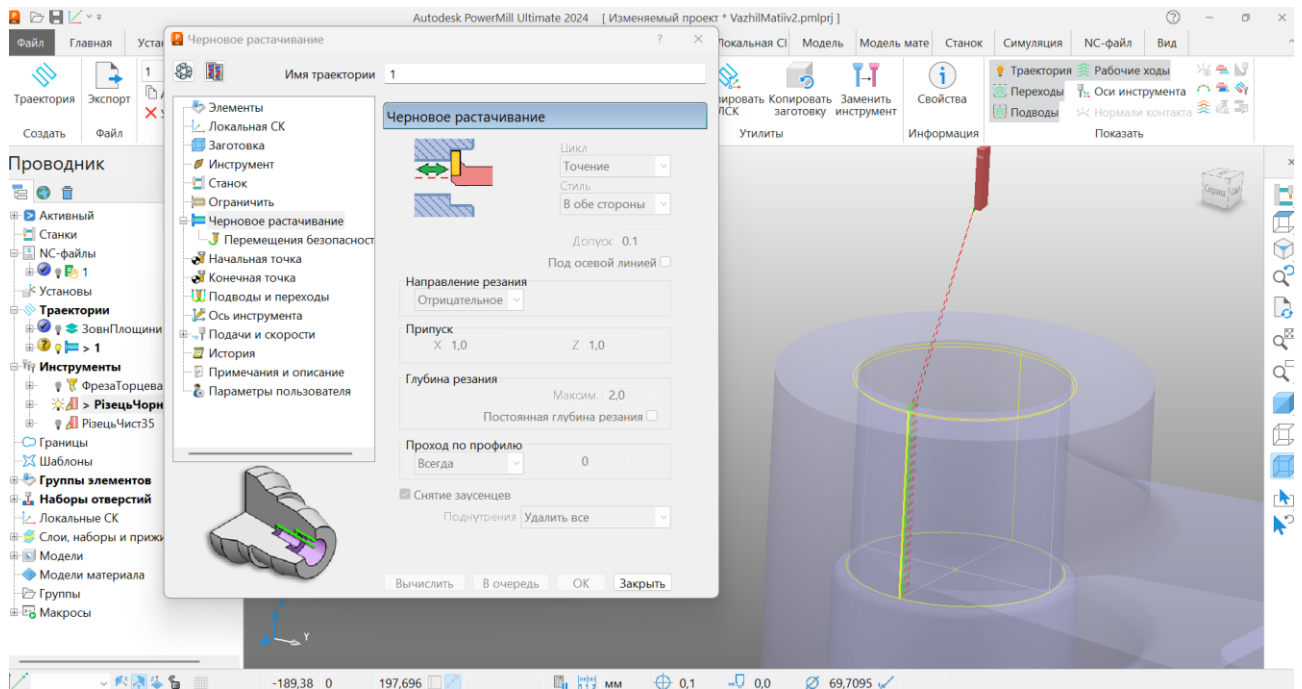 Autodesk PowerMill Ultimate 2024 [ Изменяемый проект * VazhilMatiiv2.pmlprj ]
Файл Главная
Черновое растачивание
Модель Модель мате Станок Симуляция NC-файл Вид
Имя траектории 1
Траектория
Экспорт
1
Создать Файл
Копировать заготовку
Заменить инструмент
Свойства
Утилиты Информация Показать
Траектория Рабочие ходы
Переходы Оси инструмента
Подводы Нормали контакта
Проводник
Активный
Станки
NC-файлы
1
Установы
Траектории
ЗовнПлощини
> 1
Инструменты
ФрезаТорцева
> РізецьЧорн
РізецьЧист35
Границы
Шаблоны
Группы элементов
Наборы отверстий
Локальные СК
Слои, наборы и прижи
Модели
Модели материала
Группы
Макросы
Элементы
Локальная СК
Заготовка
Инструмент
Станок
Ограничить
Черновое растачивание
Перемещения безопасност
Начальная точка
Конечная точка
Подводы и переходы
Ось инструмента
Подачи и скорости
История
Примечания и описание
Параметры пользователя
Черновое растачивание
Цикл
Точение
Стиль
В обе стороны
Допуск 0.1
Под осевой линией
Направление резания
Отрицательное
Припуск
X 1,0 Z 1,0
Глубина резания
Максим. 2,0
Постоянная глубина резания
Проход по профилю
Всегда 0
Снятие заусенцев
Поднутрения Удалить все
Вычислить В очередь ОК Закрыть
Справа
Z
Y
-189,38 0 197,696 мм 0,1 0,0 69,7095